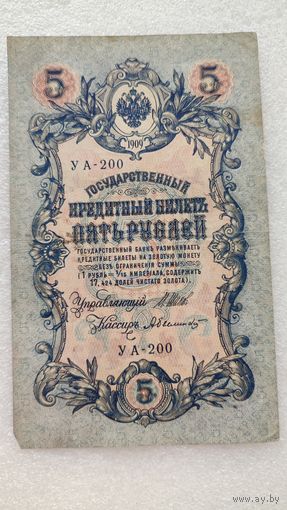 5 5
1909
УА-200
ГОСУДАРСТВЕННЫЙ
КРЕДИТНЫЙ БИЛЕТЪ
ПЯТЬ РУБЛЕЙ
ГОСУДАРСТВЕННЫЙ БАНКЪ РАЗМѢНИВАЕТЪ
КРЕДИТНЫЕ БИЛЕТЫ НА ЗОЛОТУЮ МОНЕТУ
БЕЗЪ ОГРАНИЧЕНІЯ СУММЫ
(1 РУБЛЬ = 1/15 ИМПЕРІАЛА, СОДЕРЖИТЪ
17,424 ДОЛЕЙ ЧИСТАГО ЗОЛОТА).
Управляющій
Кассиръ
УА-200
5
www.ay.by